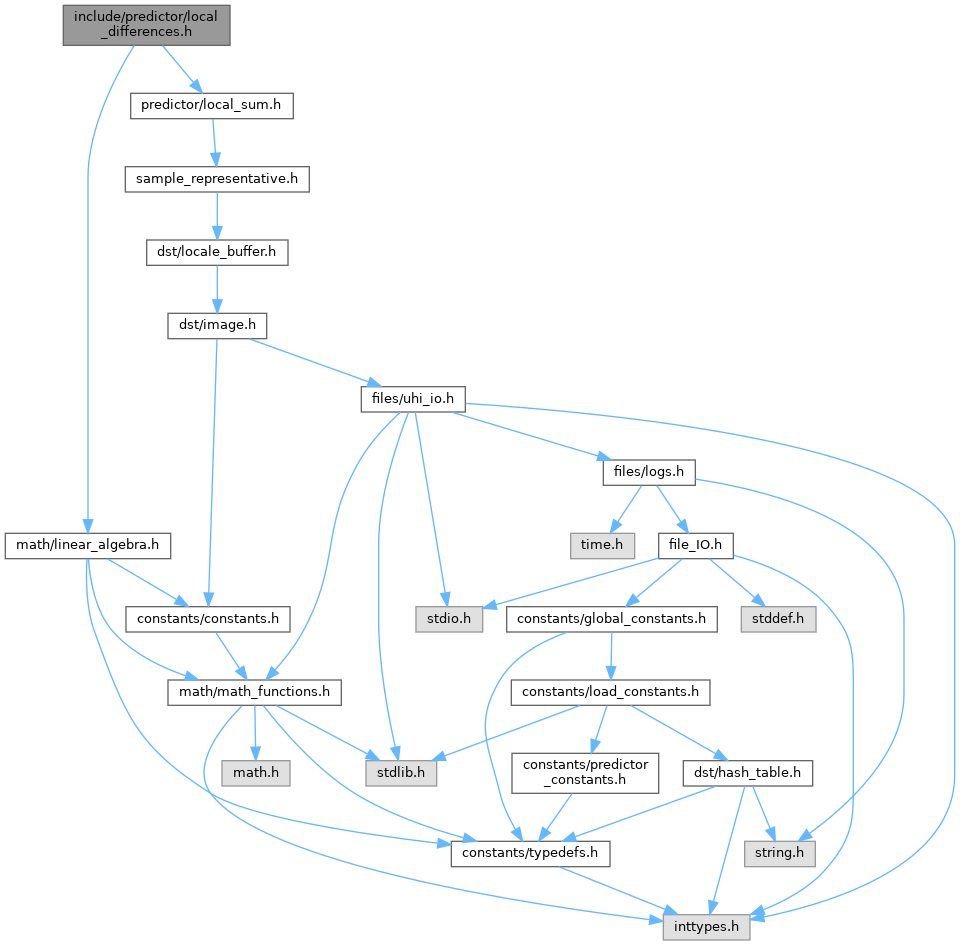 include/predictor/local
_differences.h
predictor/local_sum.h
sample_representative.h
dst/locale_buffer.h
dst/image.h
files/uhi_io.h
files/logs.h
math/linear_algebra.h
time.h
file_IO.h
constants/constants.h
stdio.h
constants/global_constants.h
stddef.h
math/math_functions.h
constants/load_constants.h
math.h
stdlib.h
constants/predictor
_constants.h
dst/hash_table.h
constants/typedefs.h
string.h
inttypes.h